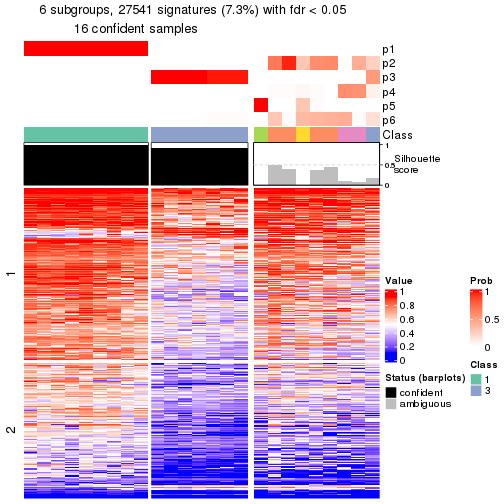 6 subgroups, 27541 signatures (7.3%) with fdr < 0.05
16 confident samples
p1
p2
p3
p4
p5
p6
Class
1
0.5
0
Silhouette
score
1
2
Value
1
0.8
0.6
0.4
0.2
0
Prob
1
0.5
0
Status (barplots)
confident
ambiguous
Class
1
3